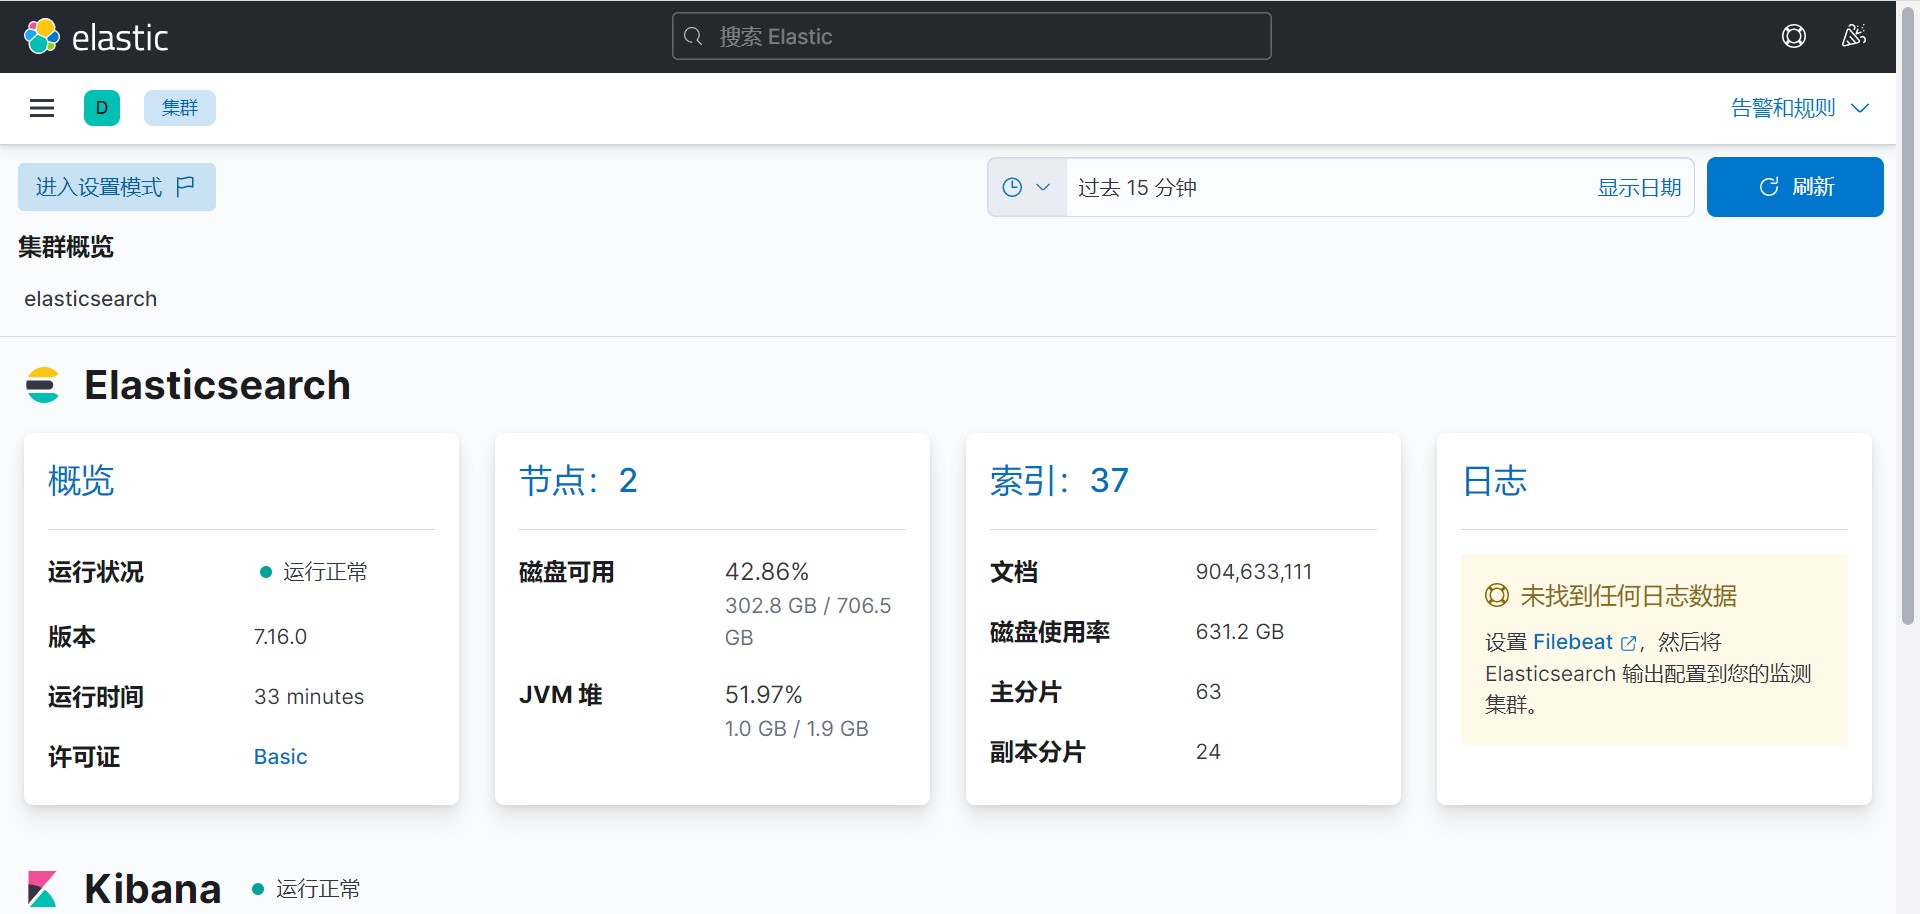 elastic
搜索 Elastic
D
集群
告警和规则
进入设置模式
过去 15 分钟
显示日期
刷新
集群概览
elasticsearch
Elasticsearch
概览
运行状况
运行正常
版本
7.16.0
运行时间
33 minutes
许可证
Basic
节点：2
磁盘可用
42.86%
302.8 GB / 706.5
GB
JVM 堆
51.97%
1.0 GB / 1.9 GB
索引：37
文档
904,633,111
磁盘使用率
631.2 GB
主分片
63
副本分片
24
日志
未找到任何日志数据
设置 Filebeat，然后将
Elasticsearch 输出配置到您的监测
集群。
Kibana
运行正常